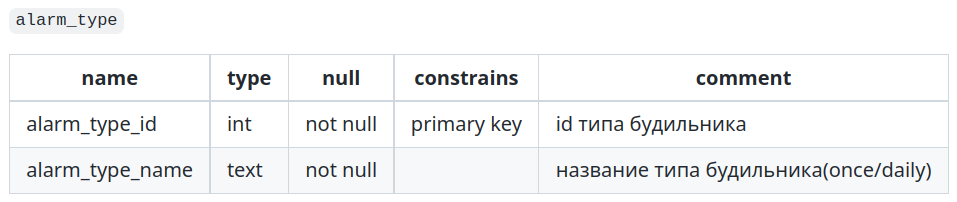 alarm_type
name type null constrains comment
alarm_type_id int not null primary key id типа будильника
alarm_type_name text not null название типа будильника(once/daily)